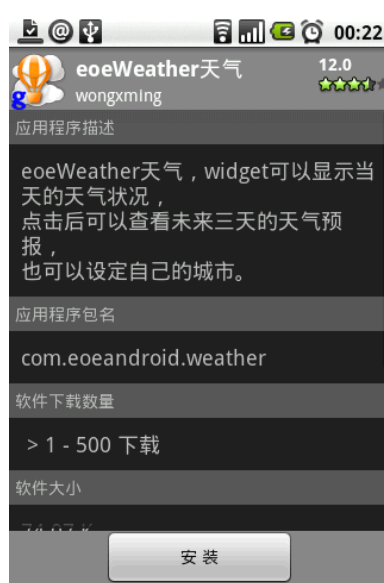 00:22
eoeWeather天气
12.0
wongxming
应用程序描述
eoeWeather天气，widget可以显示当
天的天气状况，
点击后可以查看未来三天的天气预
报，
也可以设定自己的城市。
应用程序包名
com.eoeandroid.weather
软件下载数量
> 1 - 500 下载
软件大小
安 装